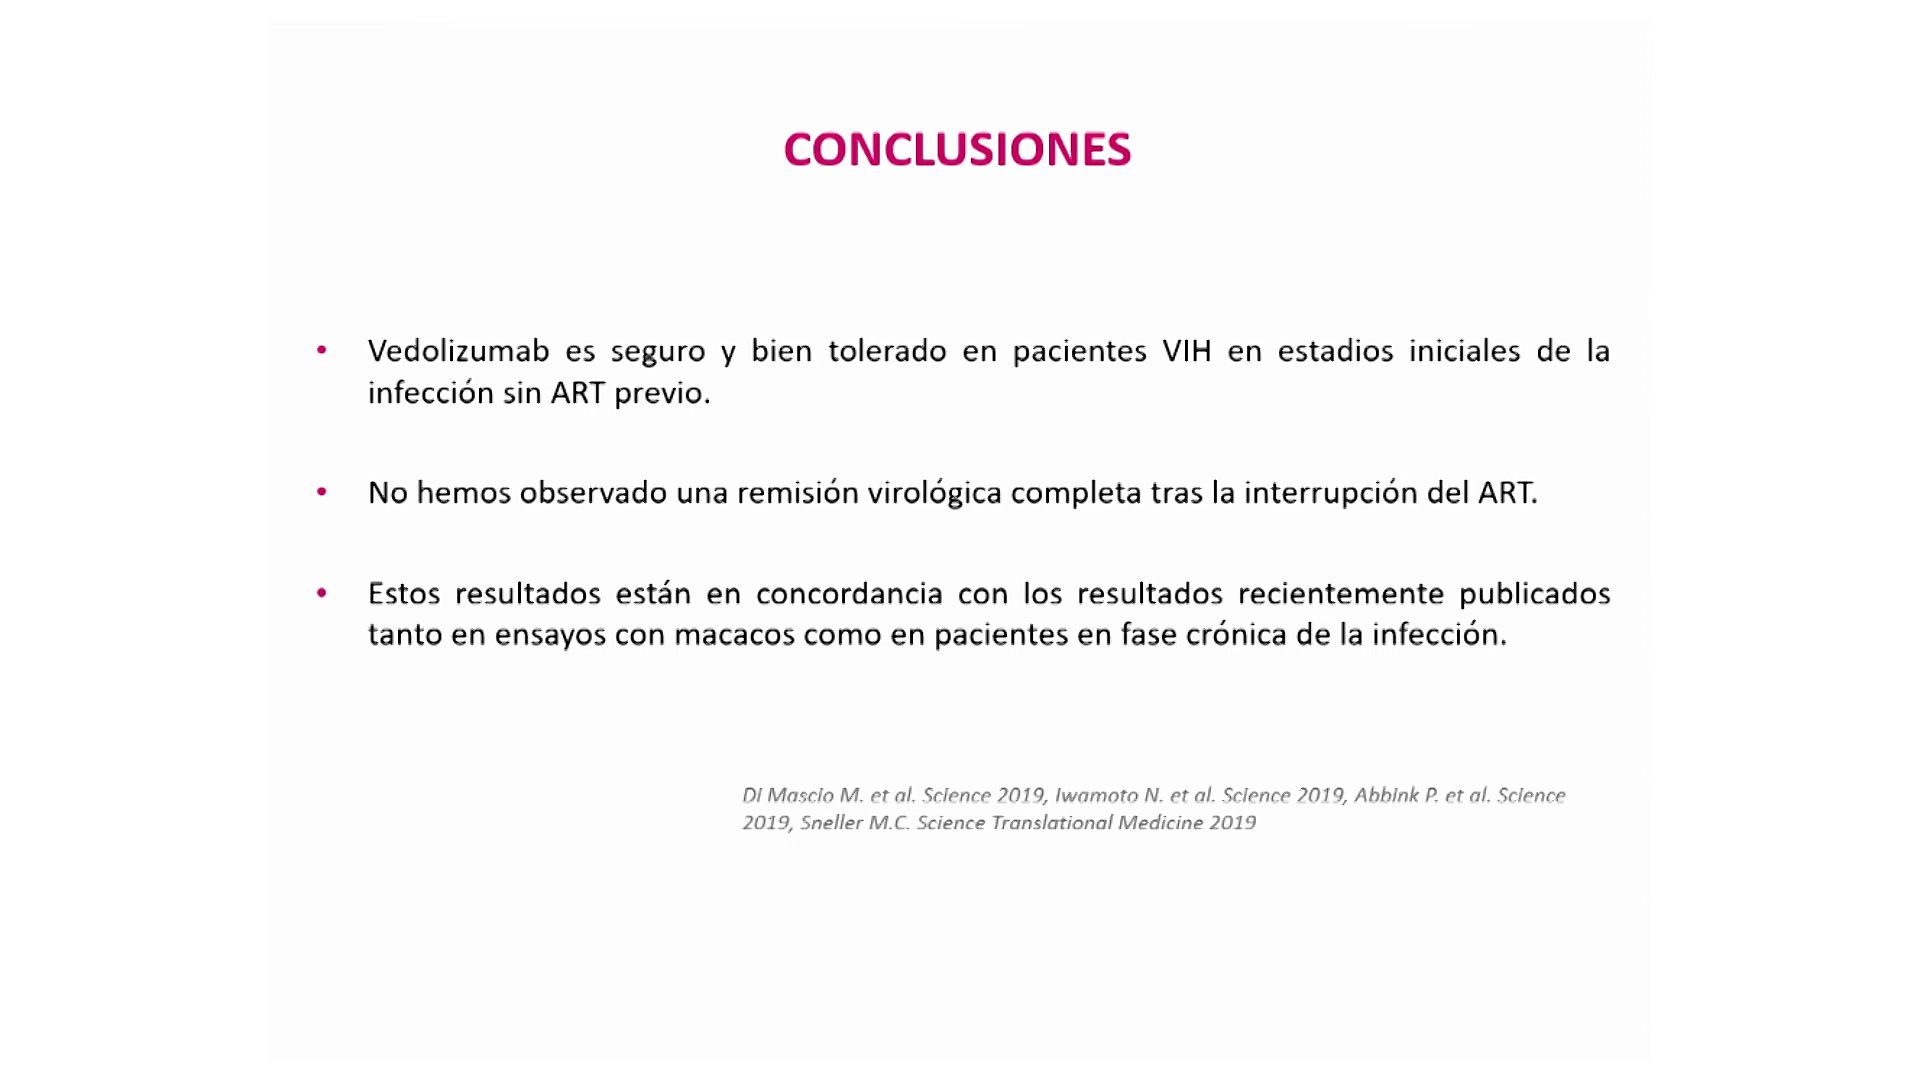 CONCLUSIONES
• Vedolizumab es seguro y bien tolerado en pacientes VIH en estadios iniciales de la
infección sin ART previo.
• No hemos observado una remisión virológica completa tras la interrupción del ART.
• Estos resultados están en concordancia con los resultados recientemente publicados
tanto en ensayos con macacos como en pacientes en fase crónica de la infección.
Di Mascio M. et al. Science 2019, Iwamoto N. et al. Science 2019, Abbink P. et al. Science
2019, Sneller M.C. Science Translational Medicine 2019